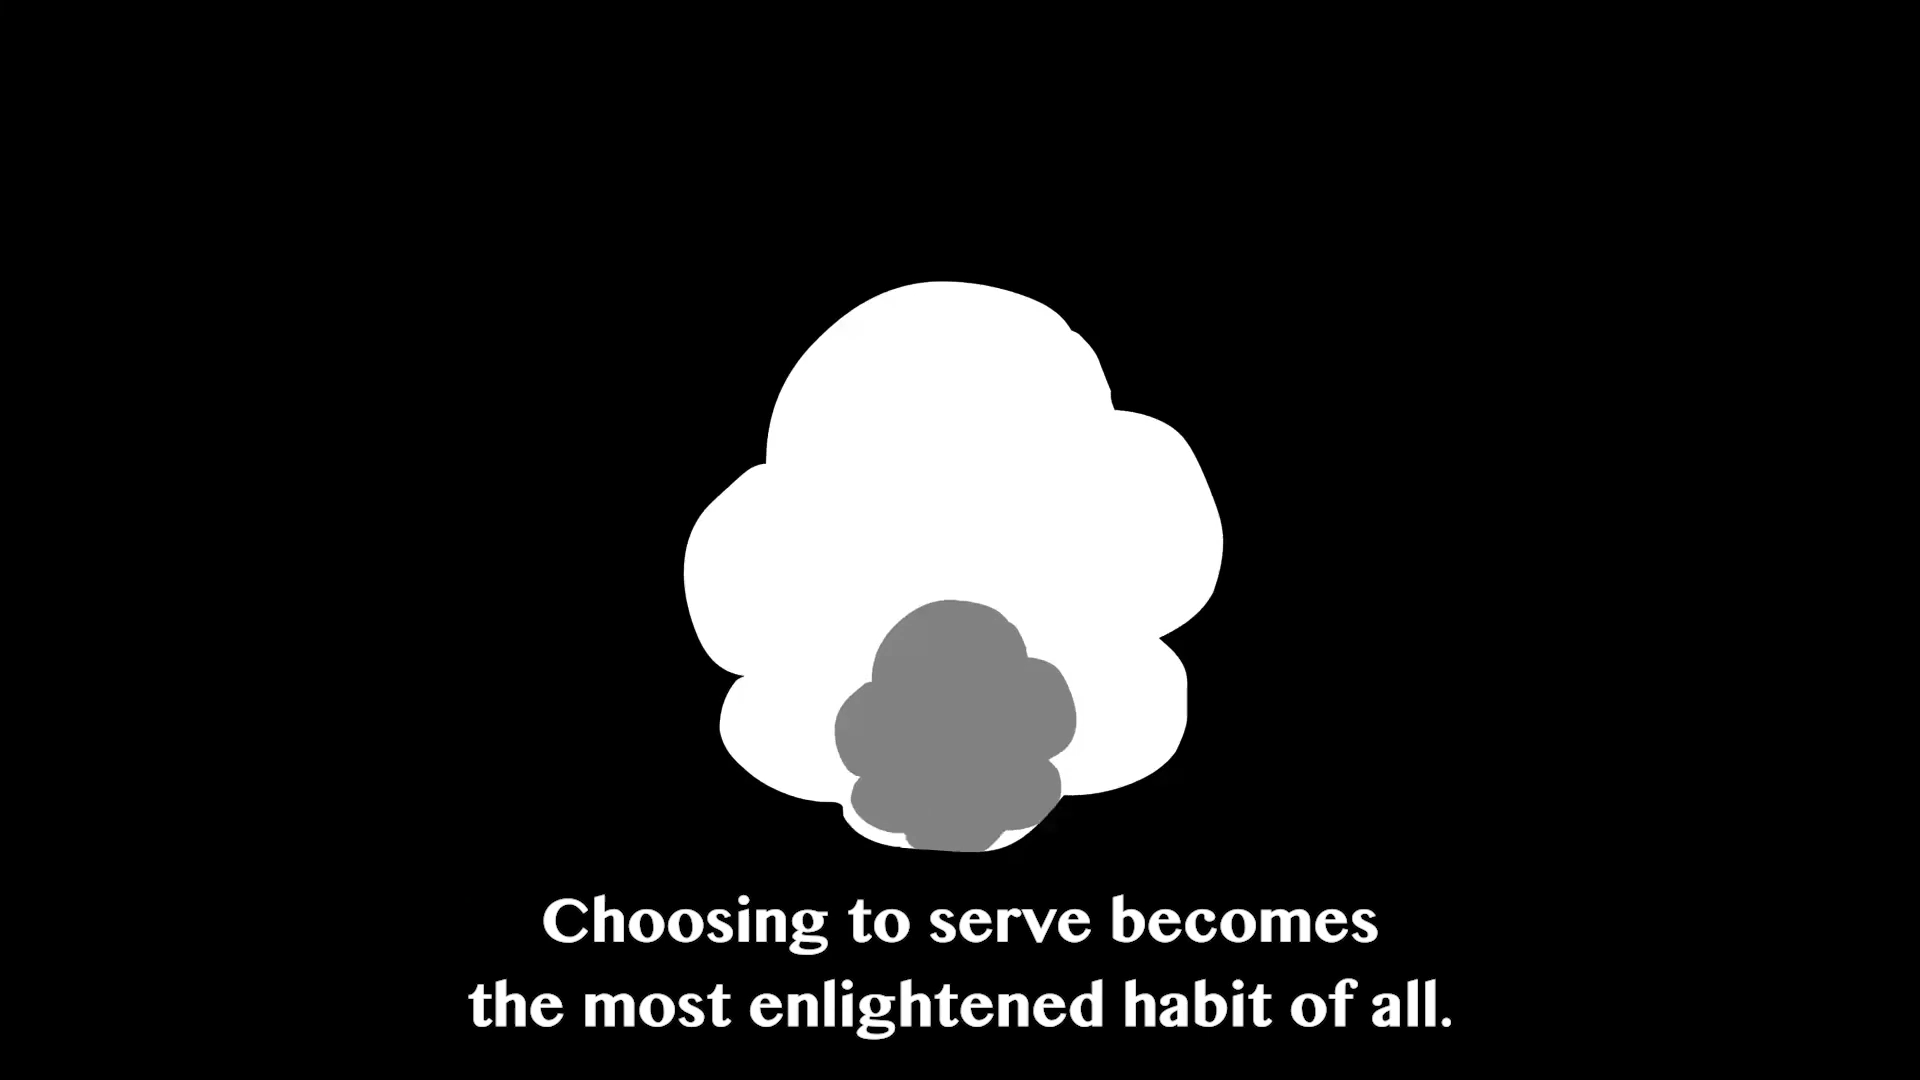 Choosing to serve becomes
the most enlightened habit of all.